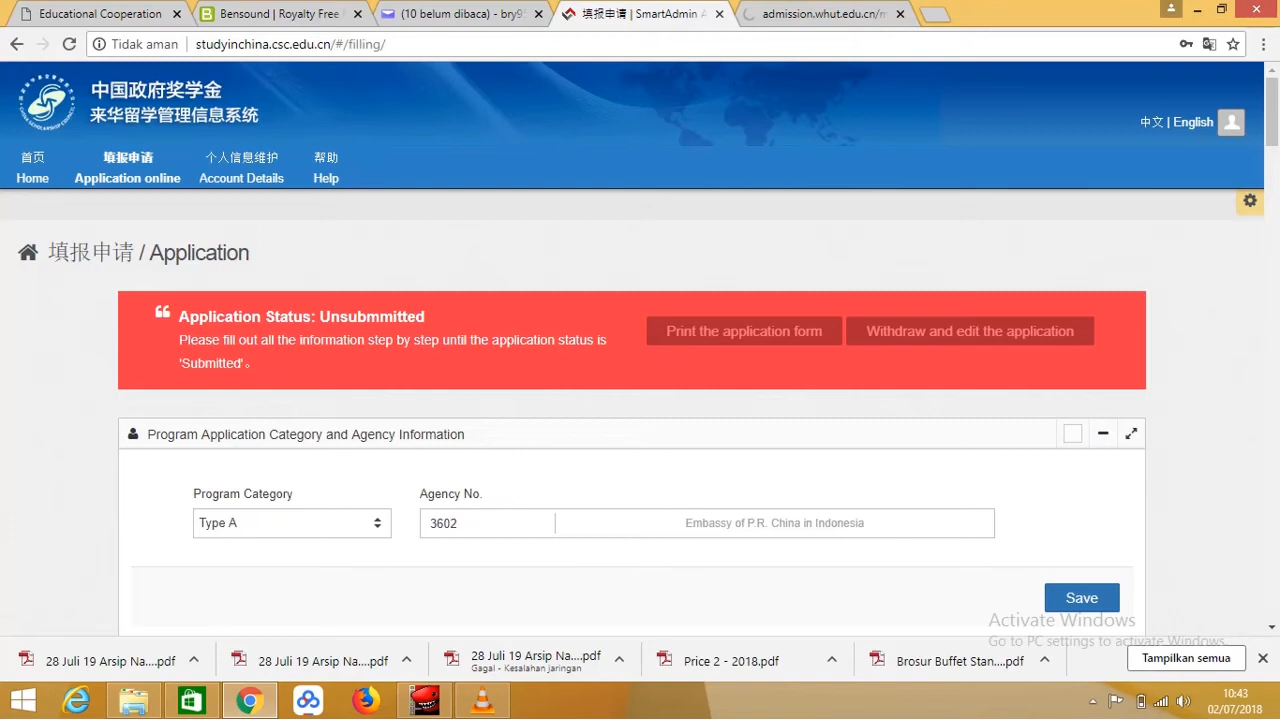 Educational Cooperation
Bensound | Royalty Free
(10 belum dibaca) - bry9
填报申请 | SmartAdmin A
admission.whut.edu.cn/m
Tidak aman
studyinchina.csc.edu.cn/#/filling/
中国政府奖学金
来华留学管理信息系统
中文 | English
首页
填报申请
个人信息维护
帮助
Home
Application online
Account Details
Help
填报申请 / Application
Application Status: Unsubmmitted
Please fill out all the information step by step until the application status is
'Submitted'。
Print the application form
Withdraw and edit the application
Program Application Category and Agency Information
Program Category
Agency No.
Type A
3602
Embassy of P.R. China in Indonesia
Save
Activate Windows
Go to PC settings to activate Windows.
28 Juli 19 Arsip Na....pdf
28 Juli 19 Arsip Na....pdf
28 Juli 19 Arsip Na....pdf
Gagal - Kesalahan jaringan
Price 2 - 2018.pdf
Brosur Buffet Stan....pdf
Tampilkan semua
10:43
02/07/2018